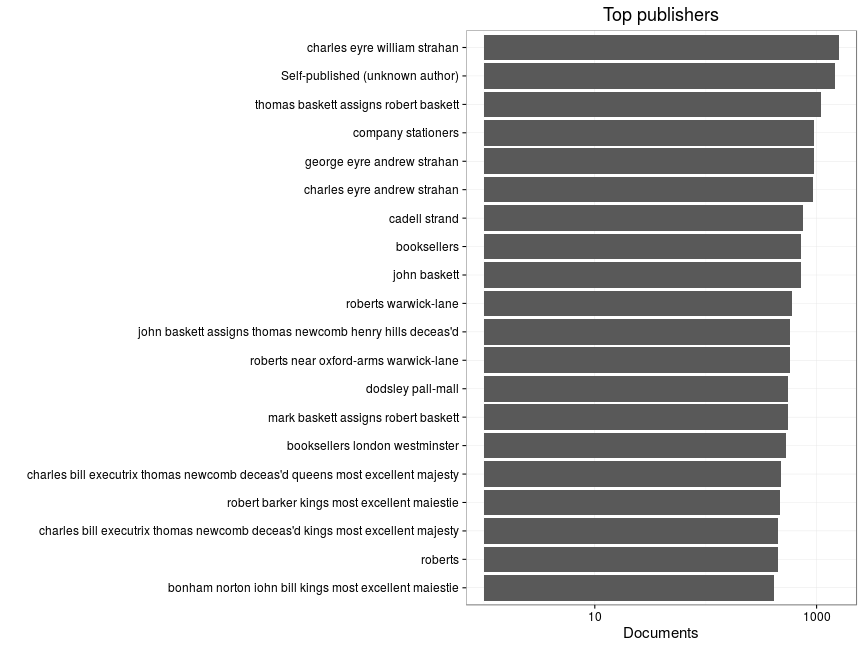 Top publishers
charles eyre william strahan
Self-published (unknown author)
thomas baskett assigns robert baskett
company stationers
george eyre andrew strahan
charles eyre andrew strahan
cadell strand
booksellers
john baskett
roberts warwick-lane
john baskett assigns thomas newcomb henry hills deceas'd
roberts near oxford-arms warwick-lane
dodsley pall-mall
mark baskett assigns robert baskett
booksellers london westminster
charles bill executrix thomas newcomb deceas'd queens most excellent majesty
robert barker kings most excellent maiestie
charles bill executrix thomas newcomb deceas'd kings most excellent majesty
roberts
bonham norton iohn bill kings most excellent maiestie
10 1000
Documents